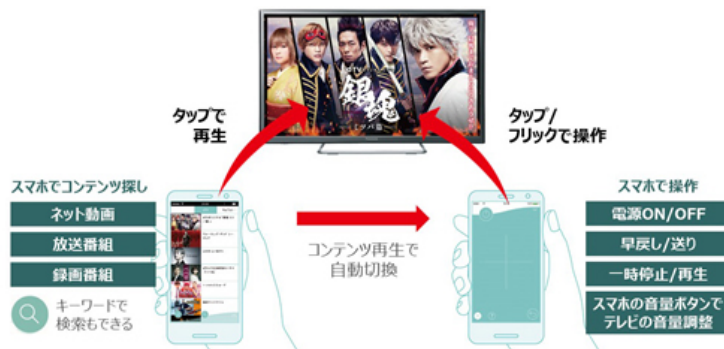 銀魂
ミツバ篇
タップで
再生
タップ/
フリックで操作
スマホでコンテンツ探し
ネット動画
放送番組
録画番組
キーワードで
検索もできる
コンテンツ再生で
自動切換
スマホで操作
電源ON/OFF
早戻し/送り
一時停止/再生
スマホの音量ボタンで
テレビの音量調整